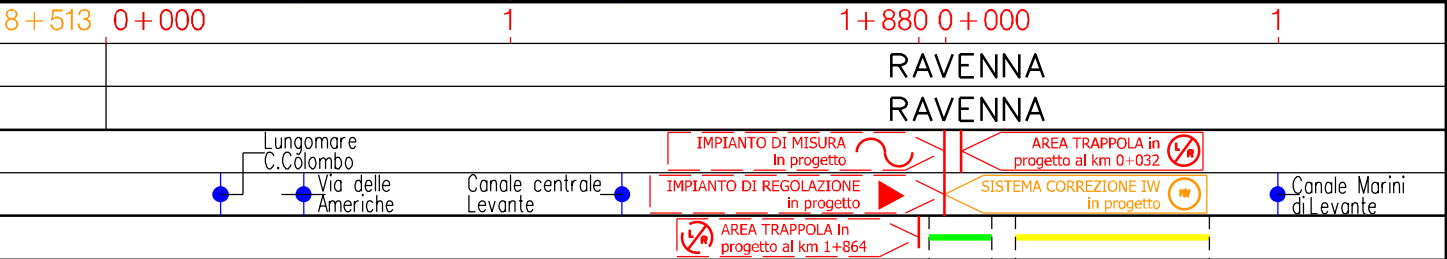 8+513 0+000 1 1+880 0+000 1
RAVENNA
RAVENNA
Lungomare
C.Colombo
IMPIANTO DI MISURA
In progetto
AREA TRAPPOLA in
progetto al km 0+032
L/R
Via delle
Americhe
Canale centrale
Levante
IMPIANTO DI REGOLAZIONE
in progetto
SISTEMA CORREZIONE IW
in progetto
Canale Marini
di Levante
L/R
AREA TRAPPOLA In
progetto al km 1+864